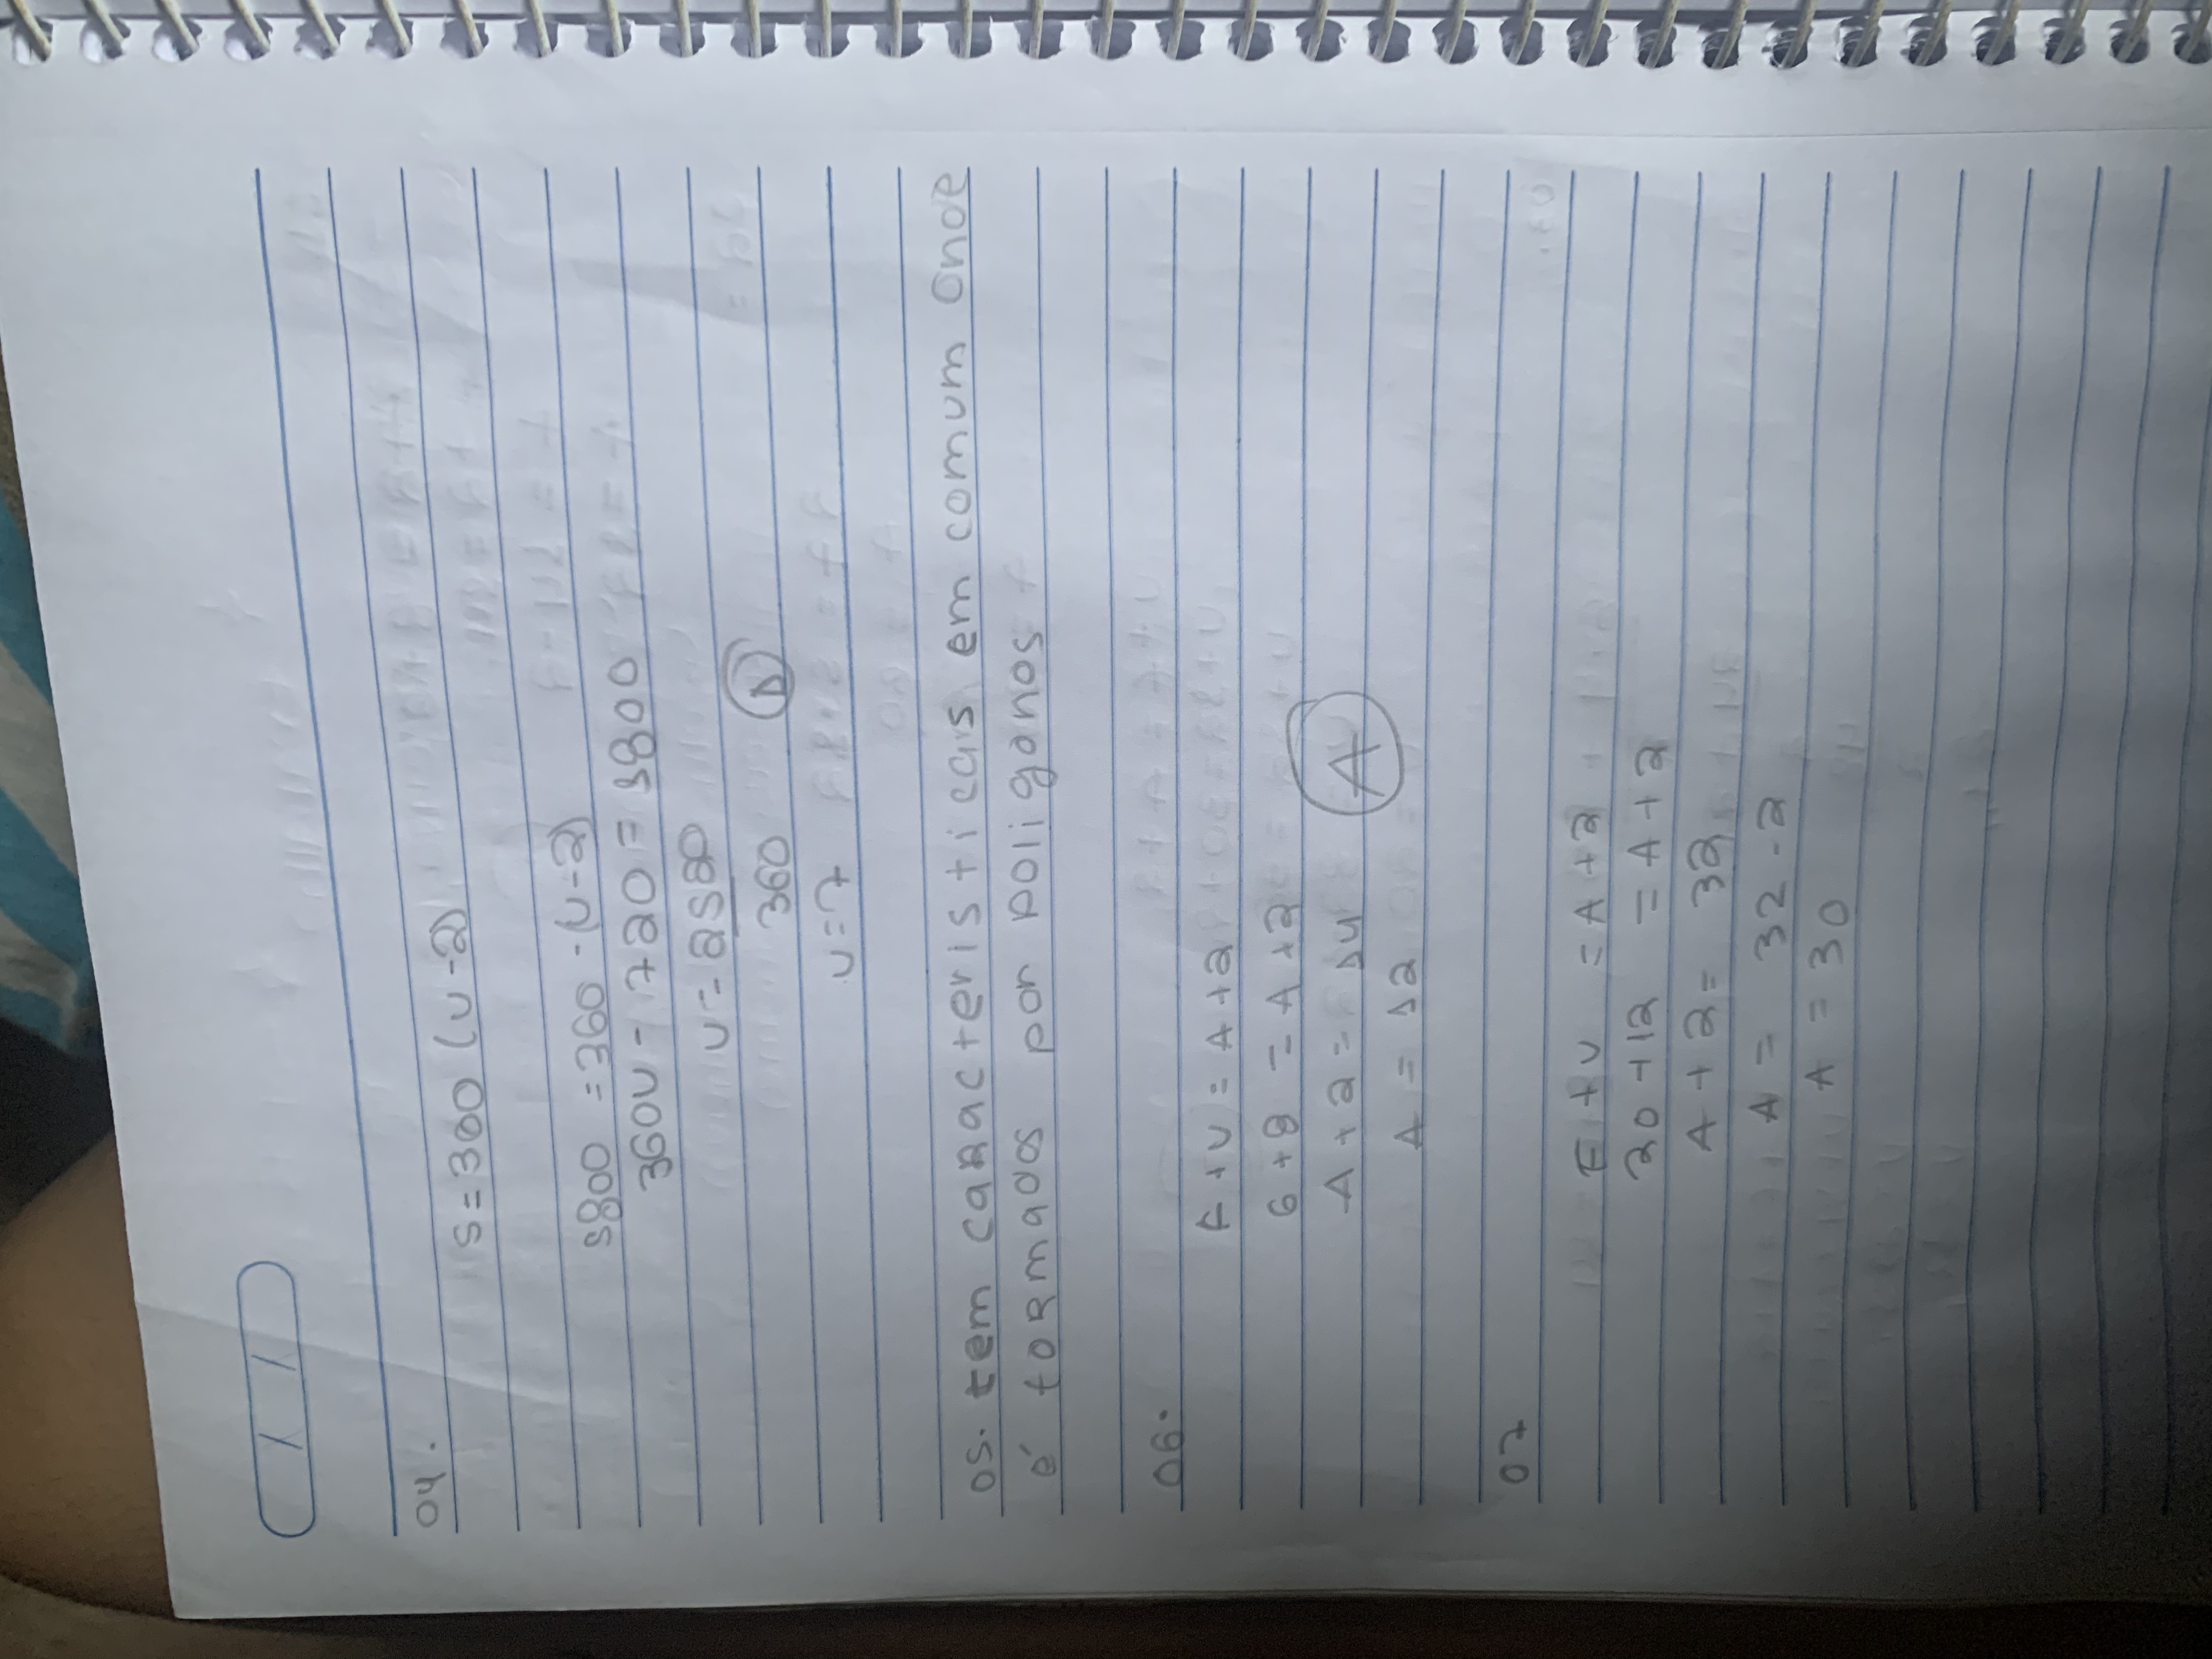 04.
S=360 (V-2)
1800 =360 · (V-2)
360V - 720 = 1800
V = 2520
360
D
V=7
05. tem caracteristicas em comum onde
é formados por poligonos
06.
F + V = A + 2
6 + 8 = A + 2
A + 2 = 14
A
A = 12
07
F + V = A + 2
20 + 12 = A + 2
A + 2 = 32
A = 32 - 2
A = 30